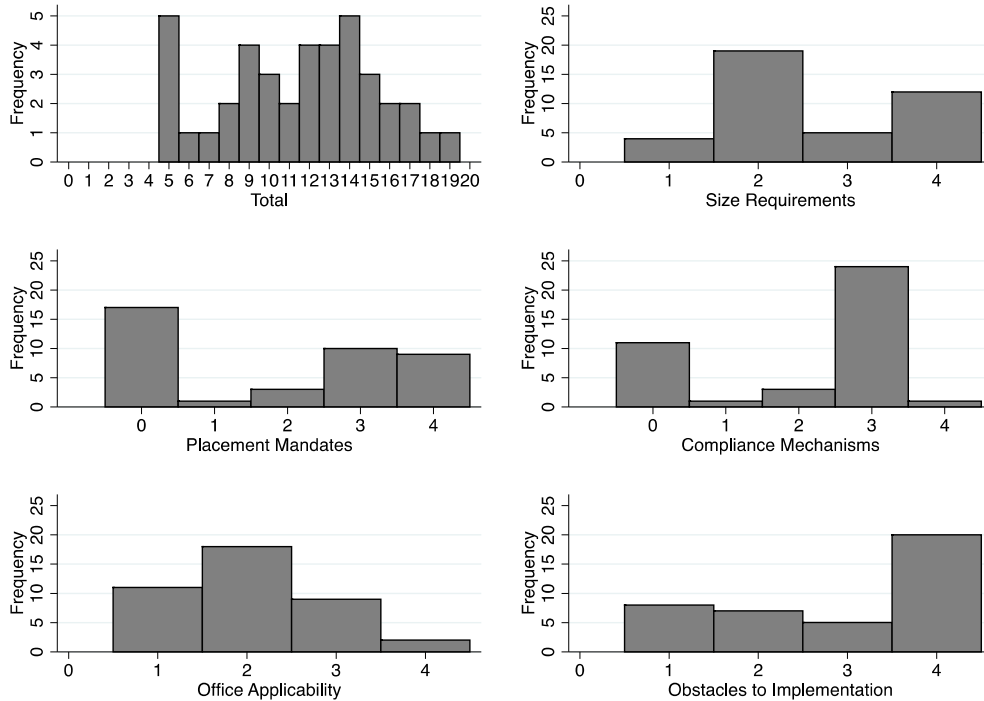 Frequency
5
4
3
2
1
0
0 1 2 3 4 5 6 7 8 9 10 11 12 13 14 15 16 17 18 19 20
Total
Frequency
25
20
15
10
5
0
0 1 2 3 4
Size Requirements
Frequency
25
20
15
10
5
0
0 1 2 3 4
Placement Mandates
Frequency
25
20
15
10
5
0
0 1 2 3 4
Compliance Mechanisms
Frequency
25
20
15
10
5
0
0 1 2 3 4
Office Applicability
Frequency
25
20
15
10
5
0
0 1 2 3 4
Obstacles to Implementation